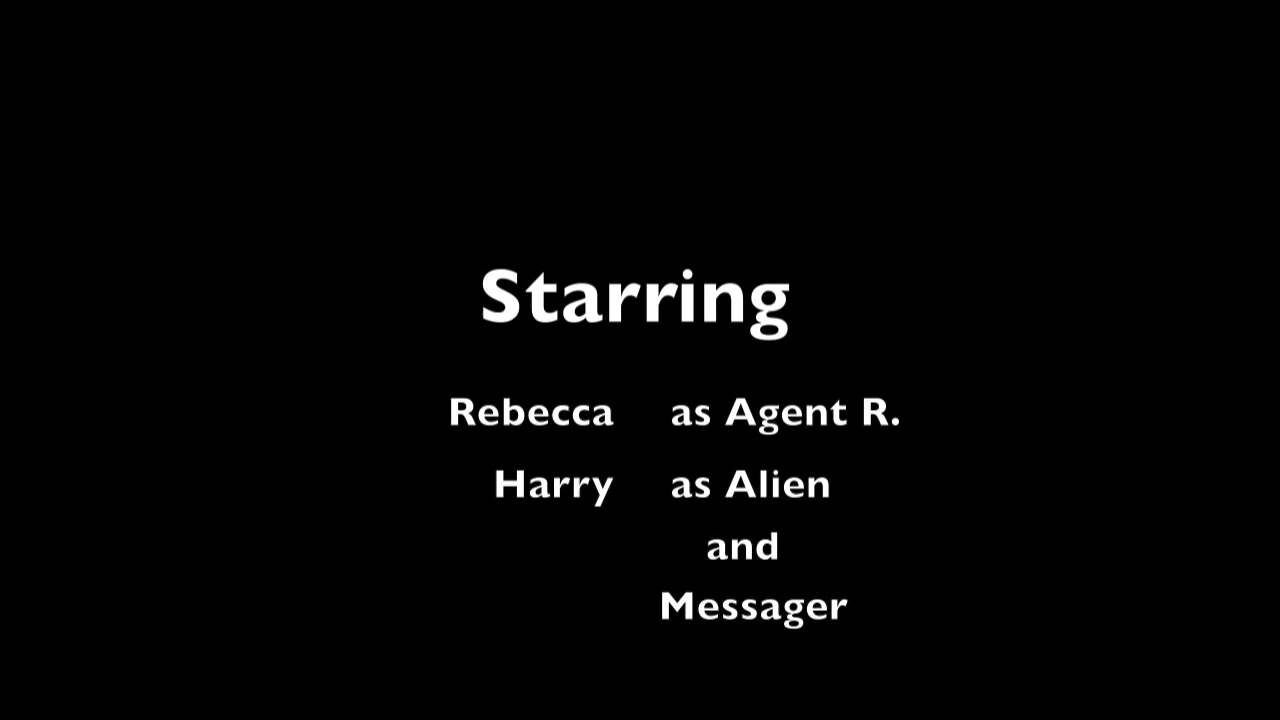 Starring
Rebecca as Agent R.
Harry as Alien
and
Messager